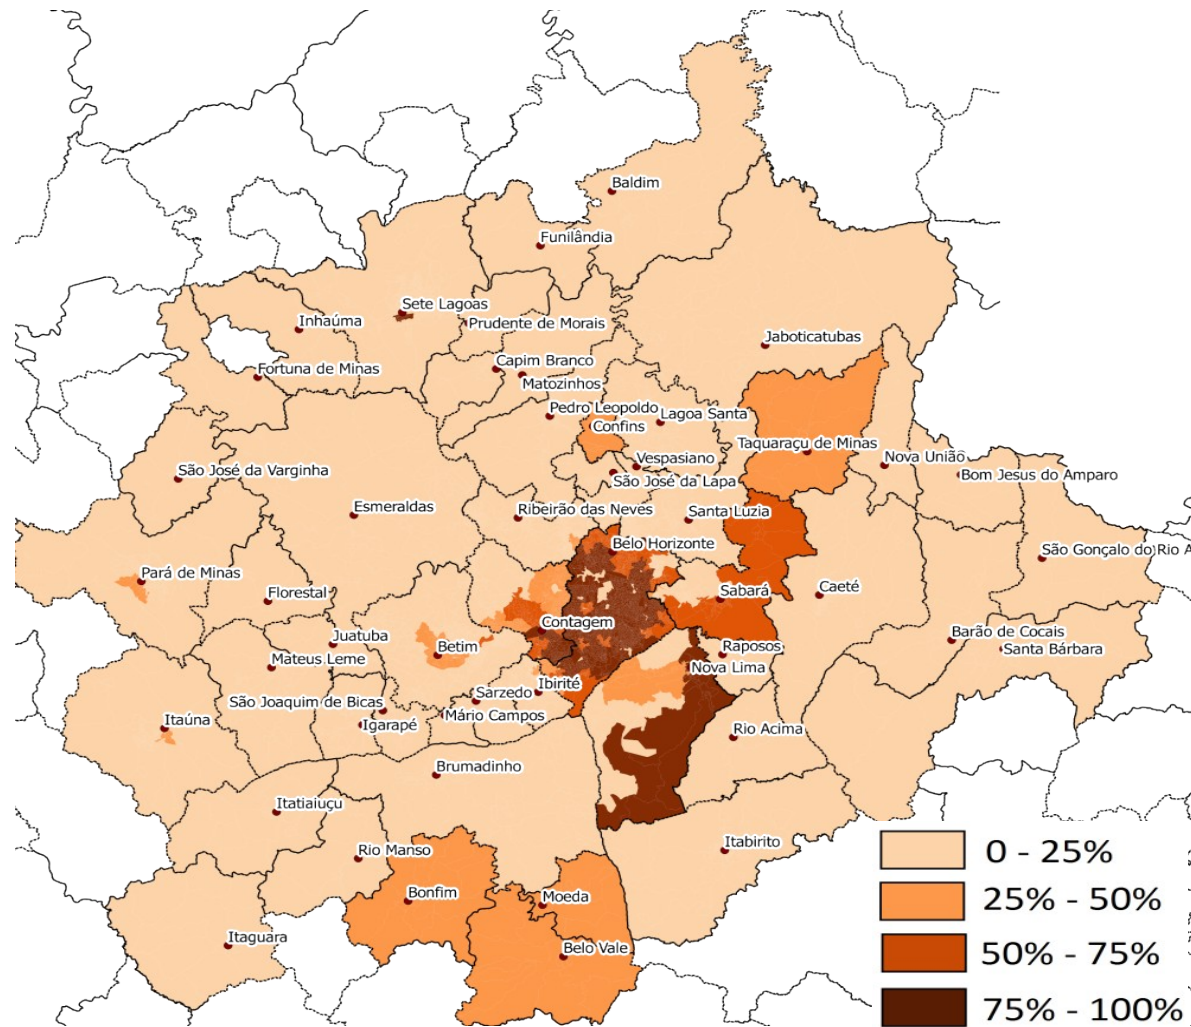 Baldim
Funilândia
Sete Lagoas
Inhaúma
Prudente de Morais
Jaboticatubas
Capim Branco
Fortuna de Minas
Matozinhos
Pedro Leopoldo
Lagoa Santa
Confins
Taquaraçu de Minas
Nova União
Vespasiano
São José da Varginha
Bom Jesus do Amparo
São José da Lapa
Esmeraldas
Ribeirão das Neves
Santa Luzia
Belo Horizonte
São Gonçalo do Rio A
Pará de Minas
Caeté
Sabará
Florestal
Contagem
Juatuba
Barão de Cocais
Betim
Raposos
Santa Bárbara
Mateus Leme
Nova Lima
Ibirité
Sarzedo
São Joaquim de Bicas
Mário Campos
Itaúna
Igarapé
Rio Acima
Brumadinho
Itatiaiuçu
Itabirito
Rio Manso
Bonfim
Moeda
Itaguara
Belo Vale
0 - 25%
25% - 50%
50% - 75%
75% - 100%